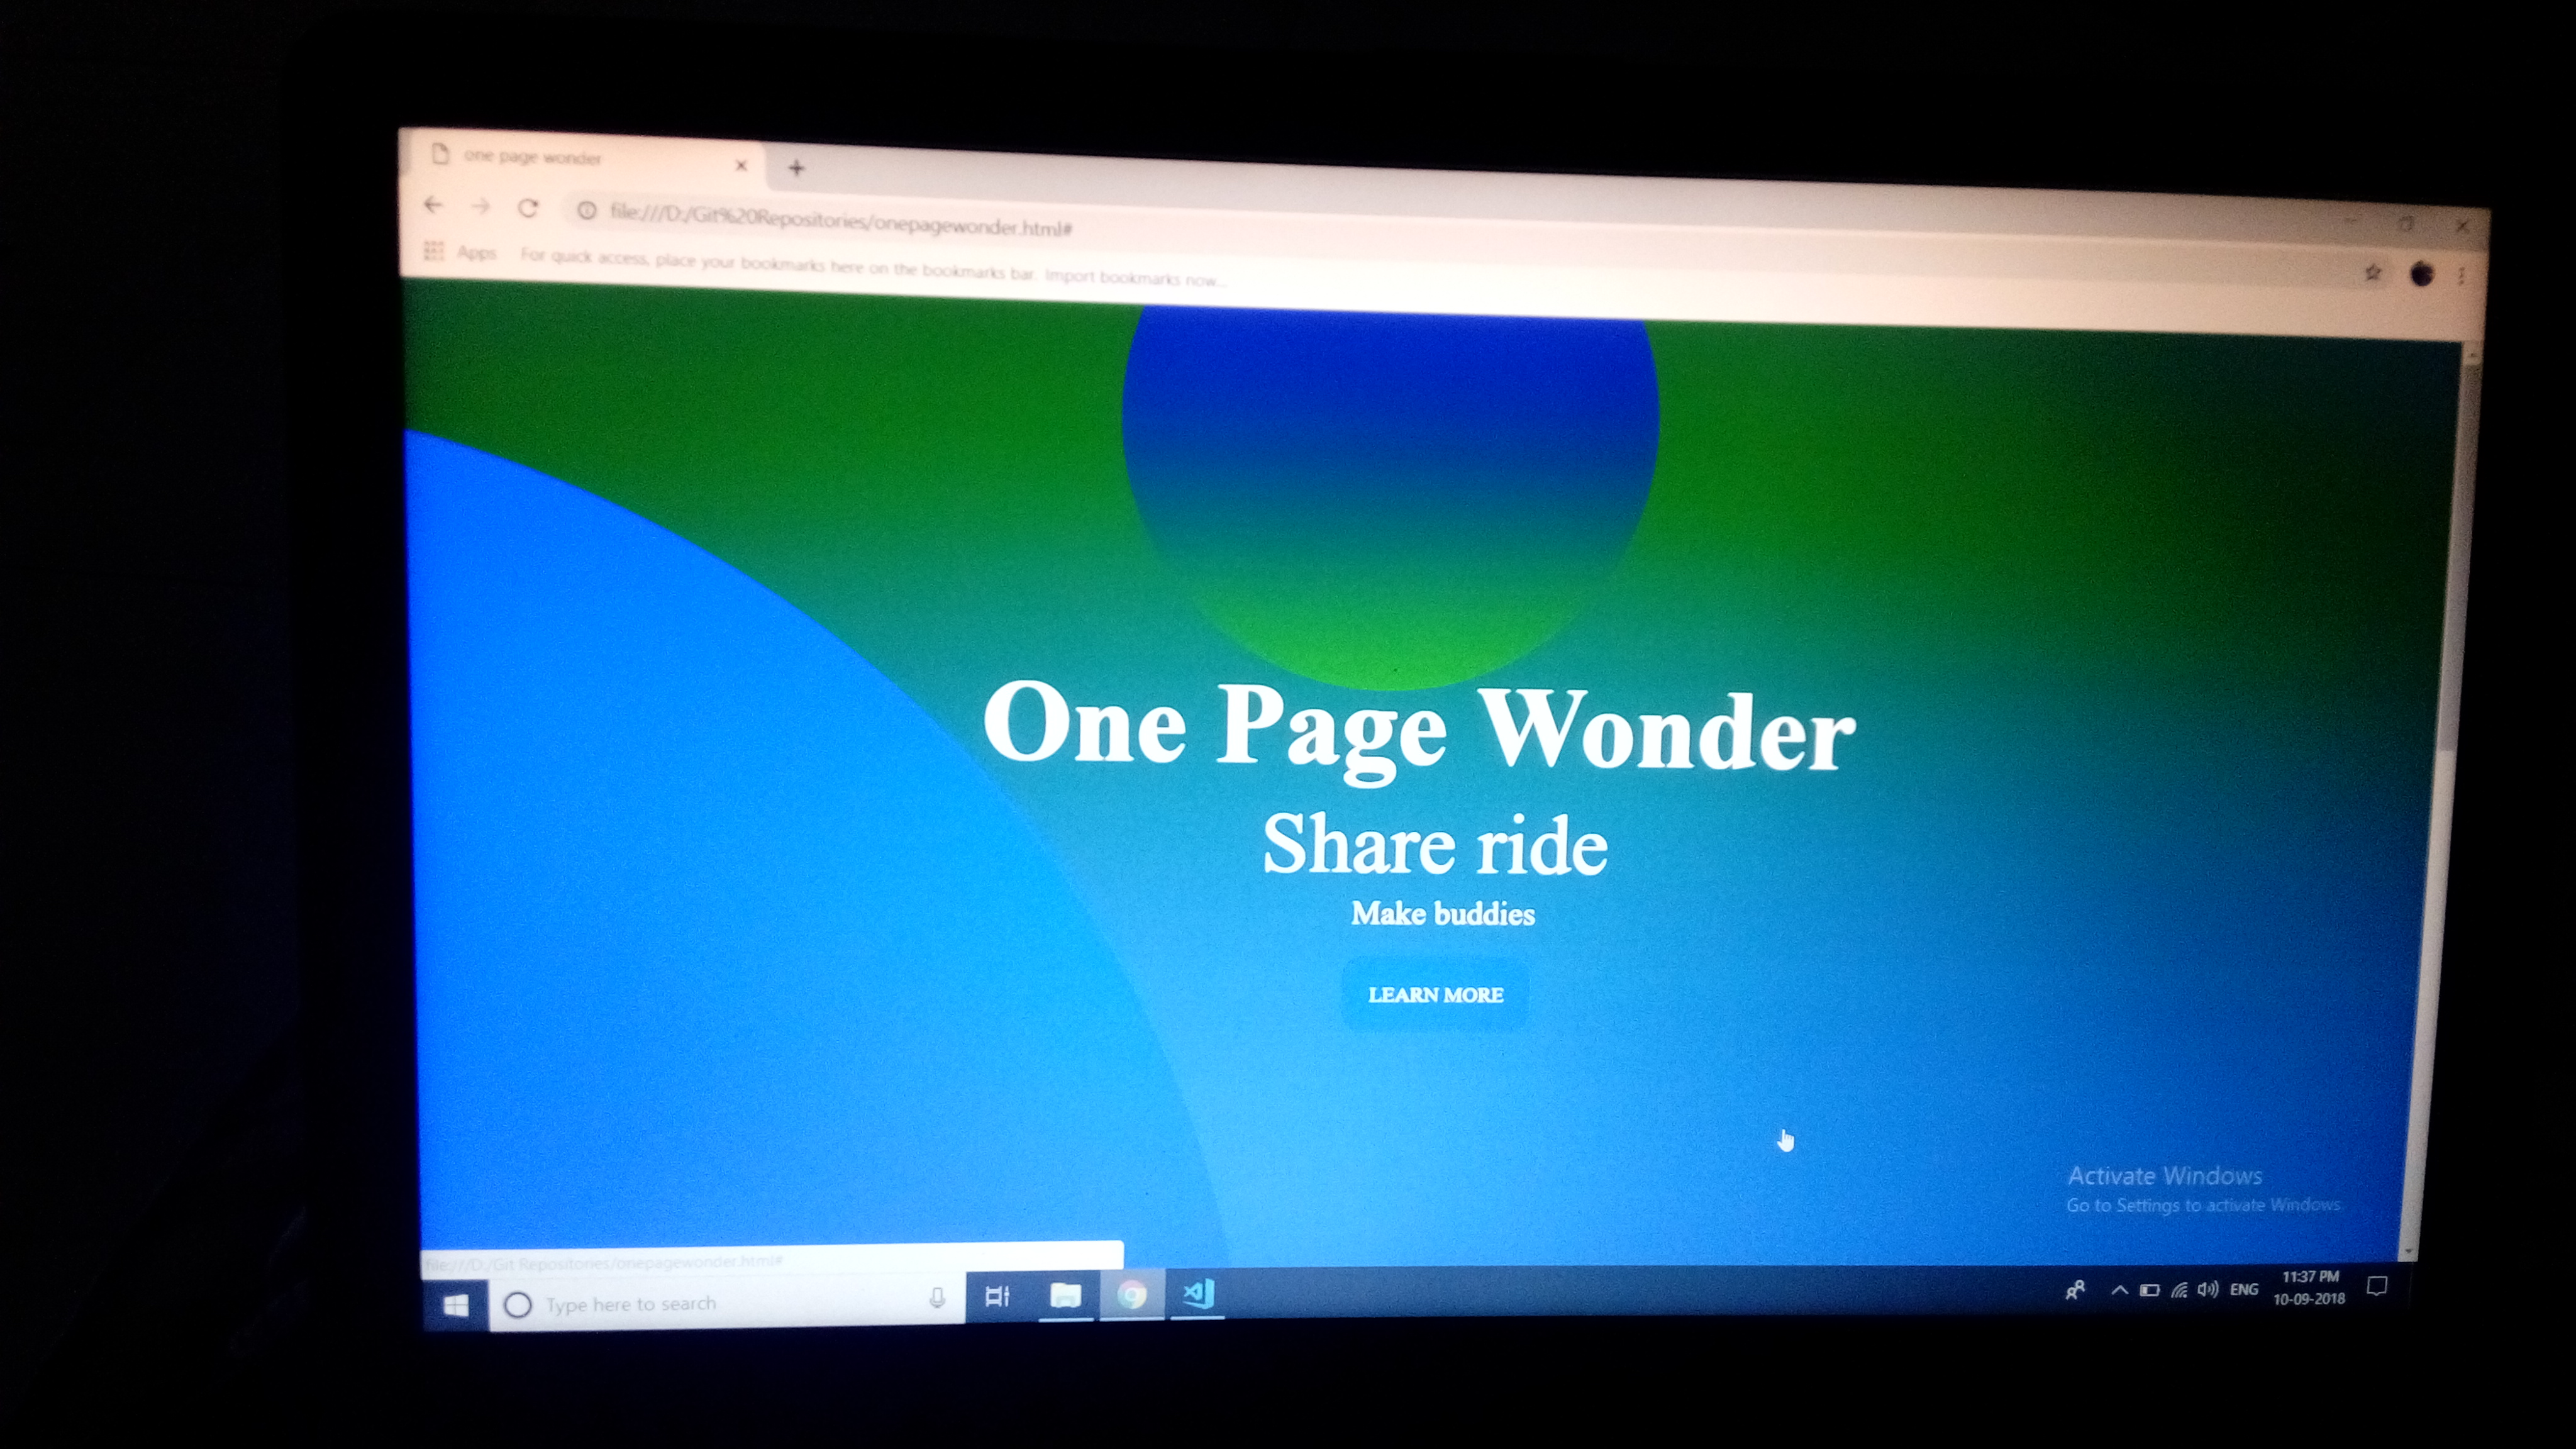 one page wonder
file:///D:/Git%20Repositories/onepagewonder.html#
Apps For quick access, place your bookmarks here on the bookmarks bar. Import bookmarks now...
One Page Wonder
Share ride
Make buddies
LEARN MORE
Activate Windows
Go to Settings to activate Windows.
file:///D:/Git Repositories/onepagewonder.html#
Type here to search
ENG
11:37 PM
10-09-2018